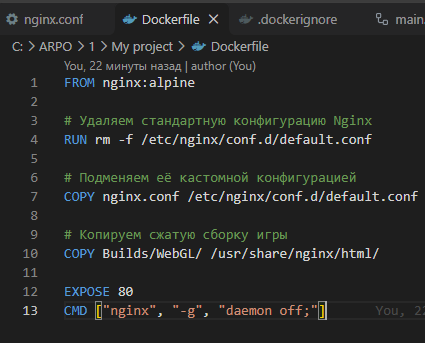 nginx.conf Dockerfile .dockerignore main.
C: > ARPO > 1 > My project > Dockerfile
You, 22 минуты назад | author (You)
1 FROM nginx:alpine
2
3 # Удаляем стандартную конфигурацию Nginx
4 RUN rm -f /etc/nginx/conf.d/default.conf
5
6 # Подменяем её кастомной конфигурацией
7 COPY nginx.conf /etc/nginx/conf.d/default.conf
8
9 # Копируем сжатую сборку игры
10 COPY Builds/WebGL/ /usr/share/nginx/html/
11
12 EXPOSE 80
13 CMD ["nginx", "-g", "daemon off;"] You, 22